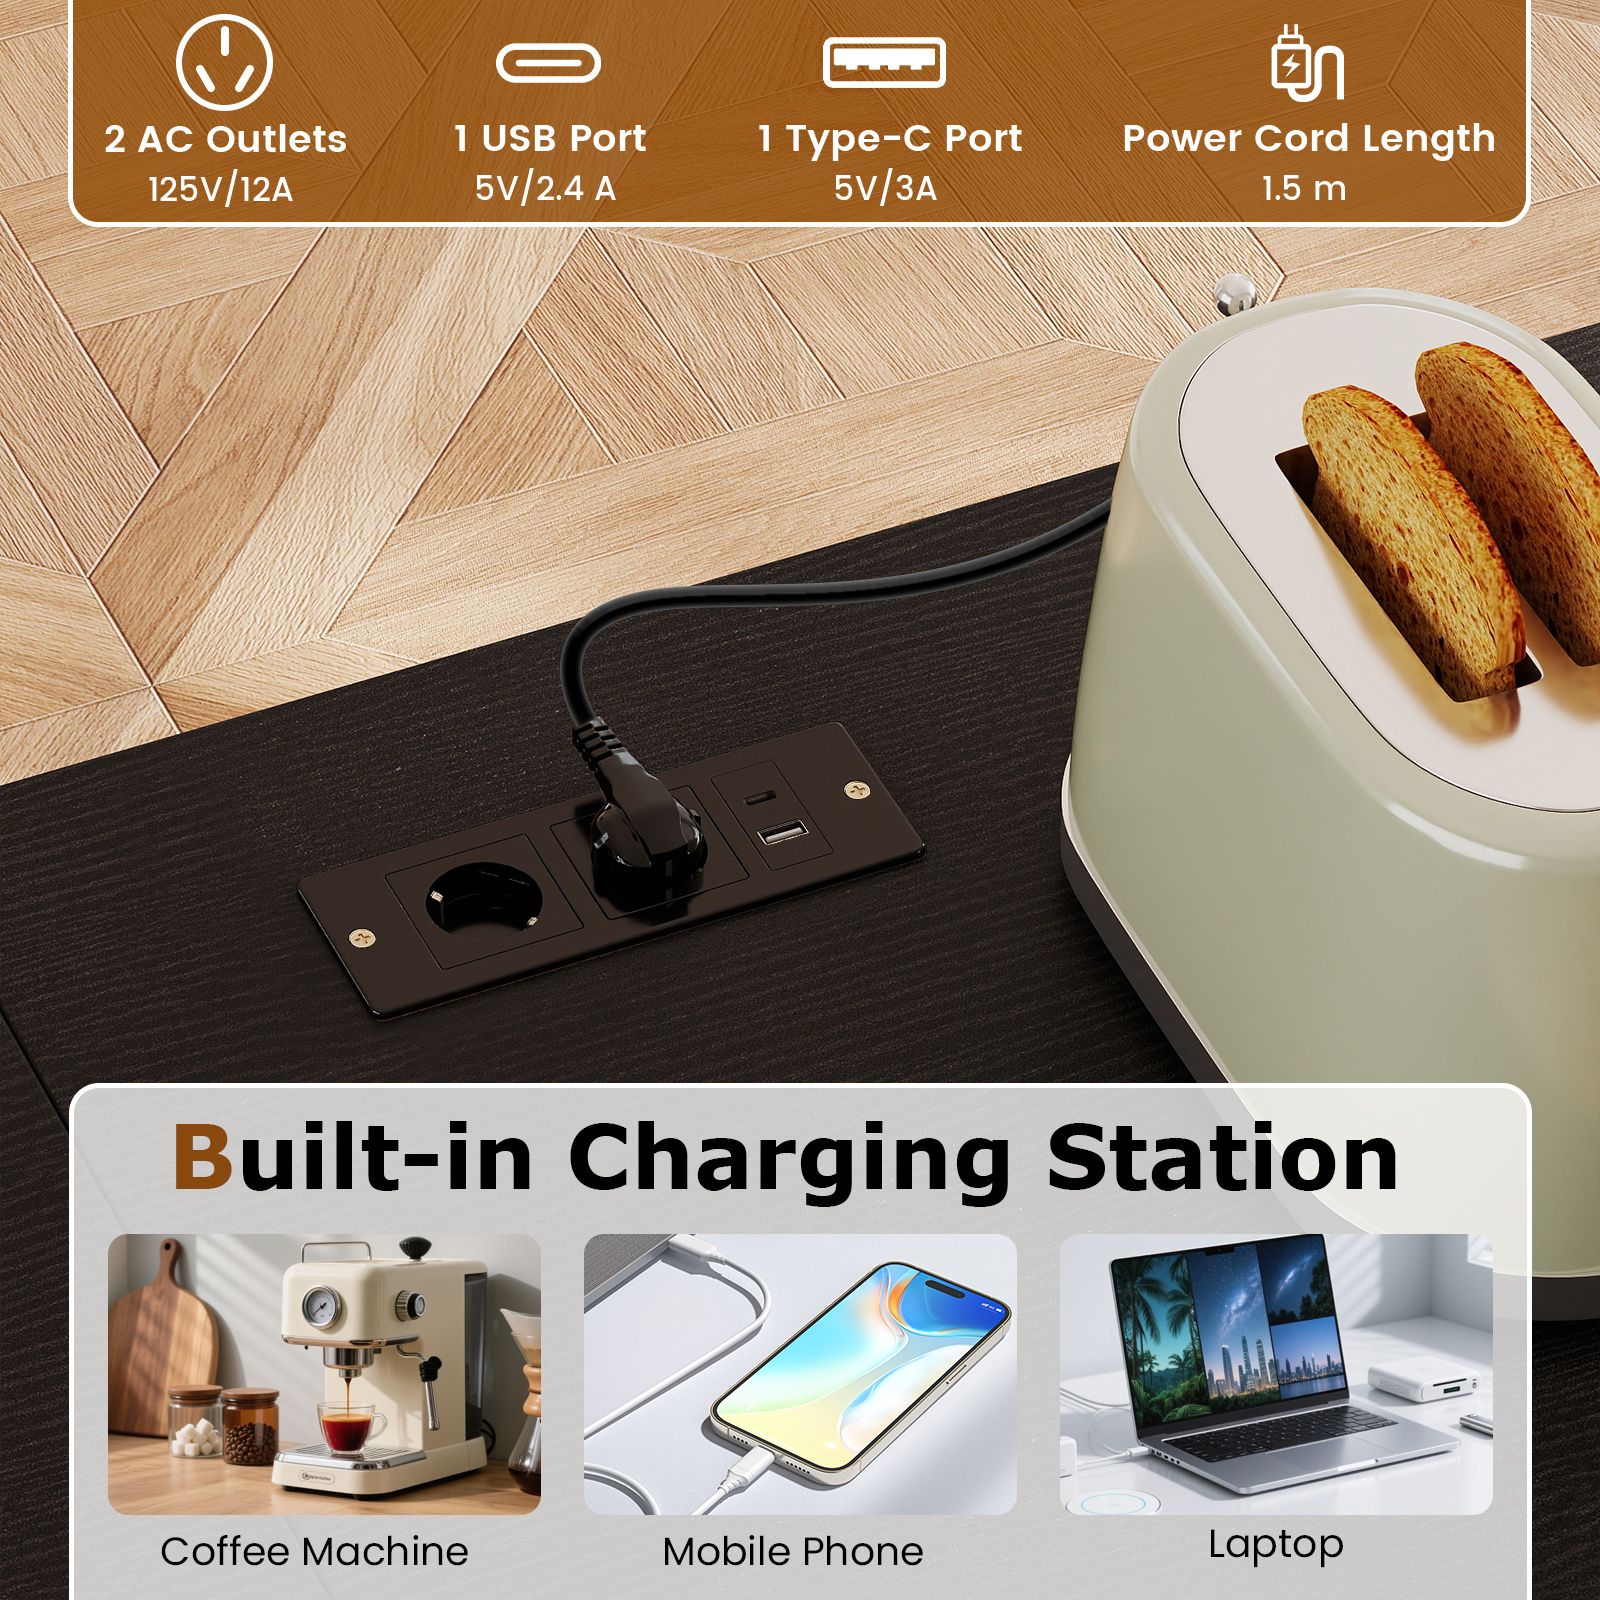 2 AC Outlets
125V/12A
1 USB Port
5V/2.4 A
1 Type-C Port
5V/3A
Power Cord Length
1.5 m
Built-in Charging Station
Coffee Machine
Mobile Phone
Laptop